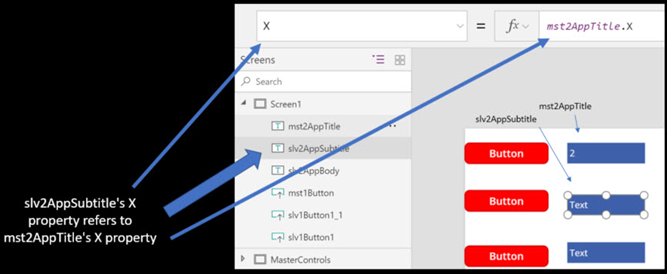 X
=
fx
mst2AppTitle.X
Screens
Search
Screen1
mst2AppTitle
slv2AppSubtitle
slv2AppBody
mst1Button
slv1Button1_1
slv1Button1
MasterControls
slv2AppSubtitle's X
property refers to
mst2AppTitle's X property
mst2AppTitle
slv2AppSubtitle
Button
2
Button
Text
Button
Text